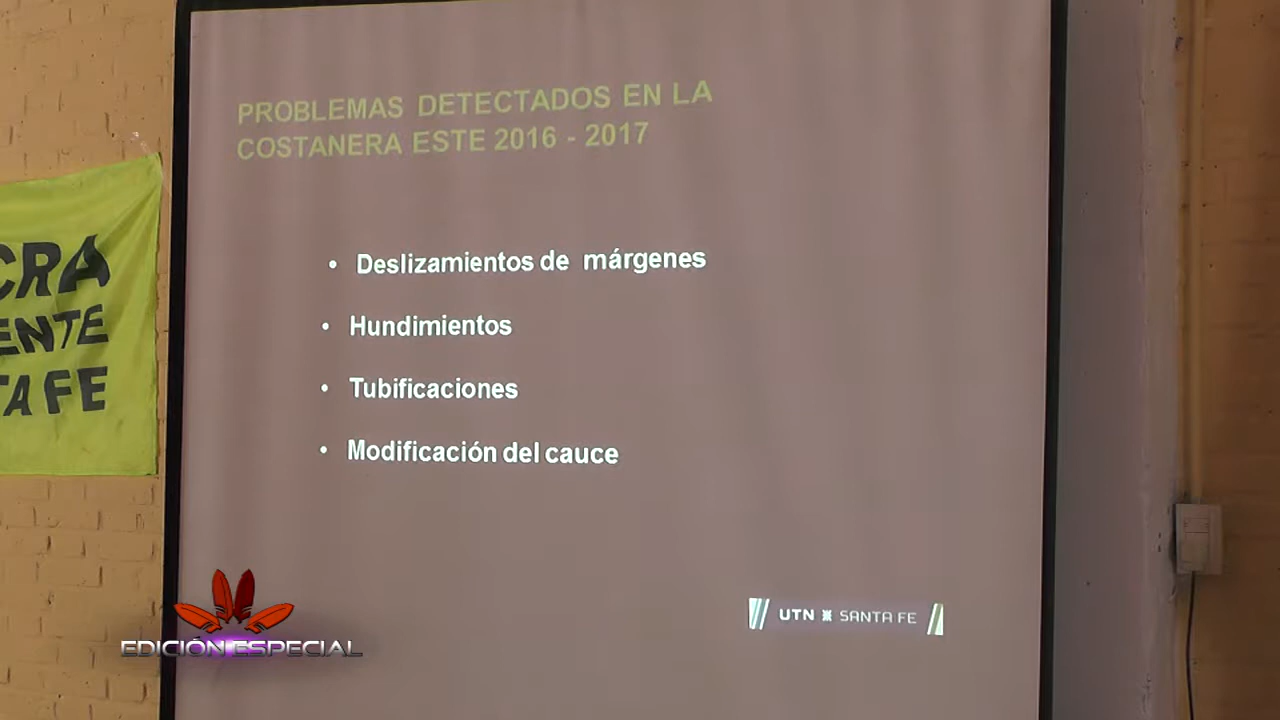 PROBLEMAS DETECTADOS EN LA
COSTANERA ESTE 2016 - 2017
• Deslizamientos de márgenes
• Hundimientos
• Tubificaciones
• Modificación del cauce
UTN SANTA FE
CRA
ENTE
TA FE
EDICIÓN ESPECIAL